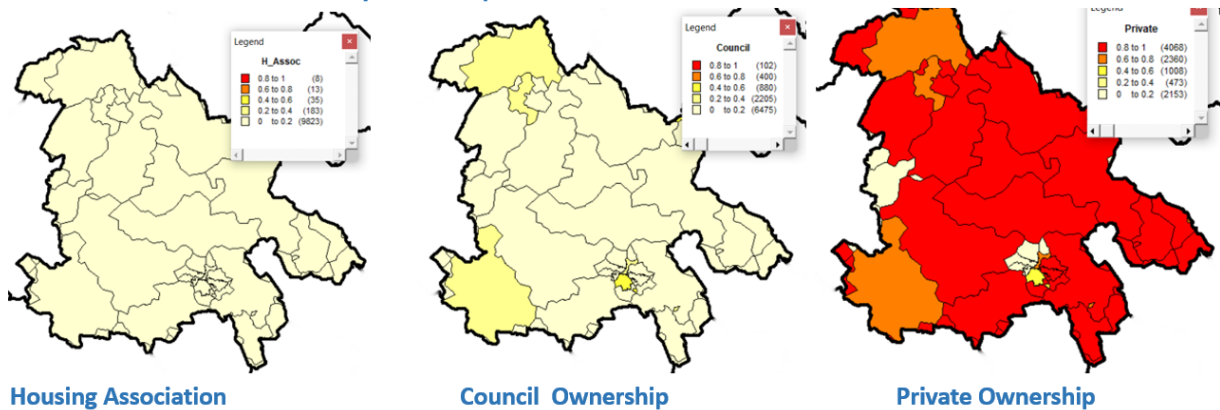 Legend
H_Assoc
0.8 to 1 (8)
0.6 to 0.8 (13)
0.4 to 0.6 (35)
0.2 to 0.4 (183)
0 to 0.2 (9823)
Legend
Council
0.8 to 1 (102)
0.6 to 0.8 (400)
0.4 to 0.6 (880)
0.2 to 0.4 (2205)
0 to 0.2 (6475)
Private
0.8 to 1 (4068)
0.6 to 0.8 (2360)
0.4 to 0.6 (1008)
0.2 to 0.4 (473)
0 to 0.2 (2153)
Housing Association
Council Ownership
Private Ownership